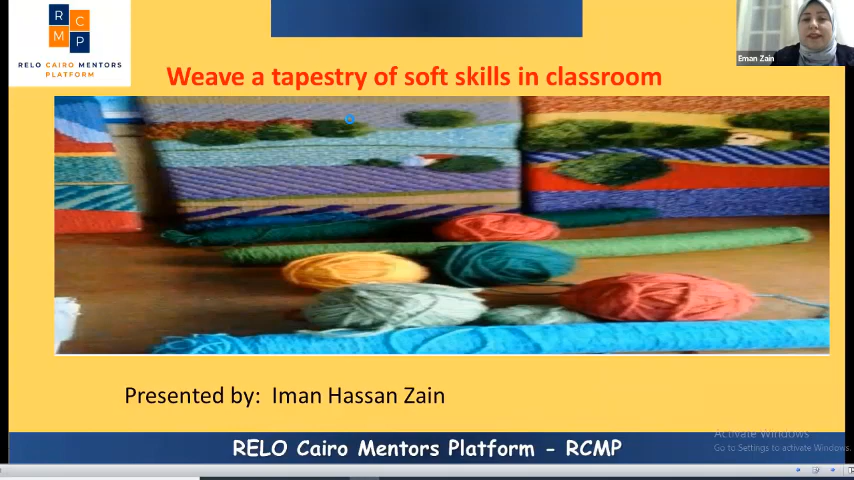 R
C
M
P
RELO CAIRO MENTORS
PLATFORM
Eman Zain
Weave a tapestry of soft skills in classroom
Presented by: Iman Hassan Zain
RELO Cairo Mentors Platform - RCMP
Activate Windows
Go to Settings to activate Windows.